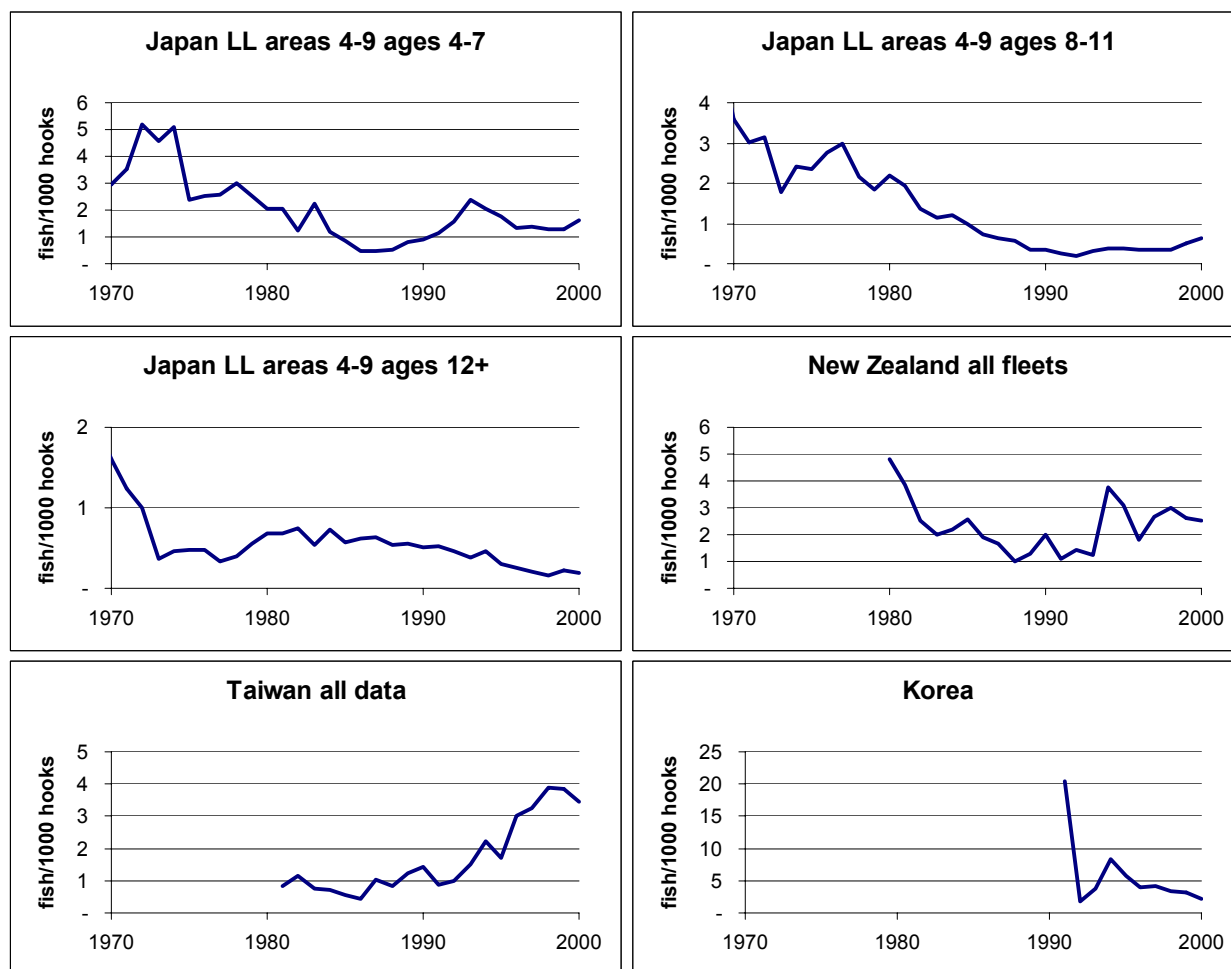 Japan LL areas 4-9 ages 4-7
fish/1000 hooks
6
5
4
3
2
1
-
1970 1980 1990 2000
Japan LL areas 4-9 ages 8-11
fish/1000 hooks
4
3
2
1
-
1970 1980 1990 2000
Japan LL areas 4-9 ages 12+
fish/1000 hooks
2
1
-
1970 1980 1990 2000
New Zealand all fleets
fish/1000 hooks
6
5
4
3
2
1
-
1970 1980 1990 2000
Taiwan all data
fish/1000 hooks
5
4
3
2
1
-
1970 1980 1990 2000
Korea
fish/1000 hooks
25
20
15
10
5
-
1970 1980 1990 2000